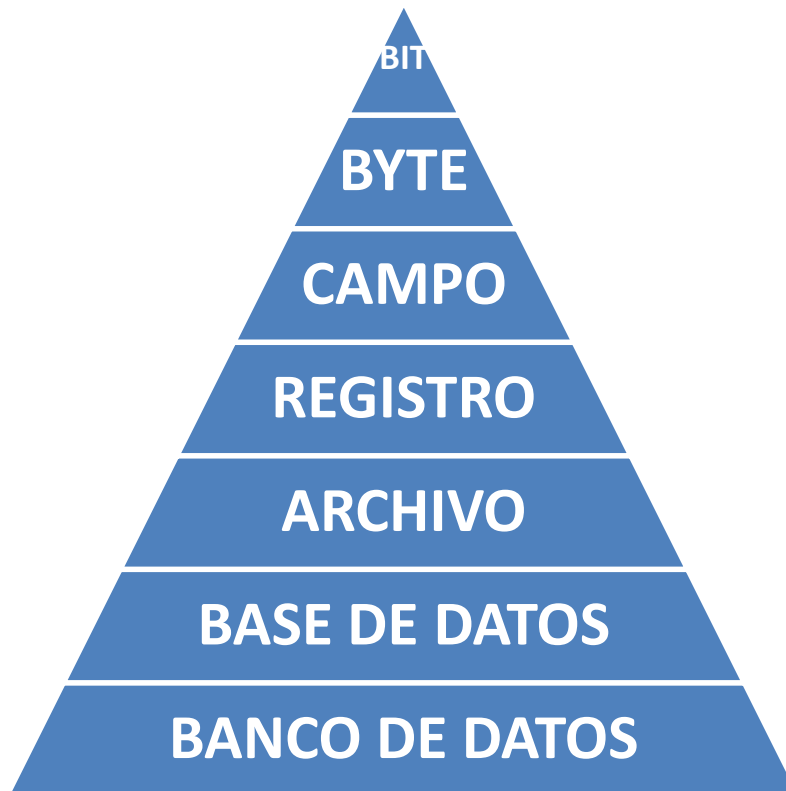 BIT
BYTE
CAMPO
REGISTRO
ARCHIVO
BASE DE DATOS
BANCO DE DATOS